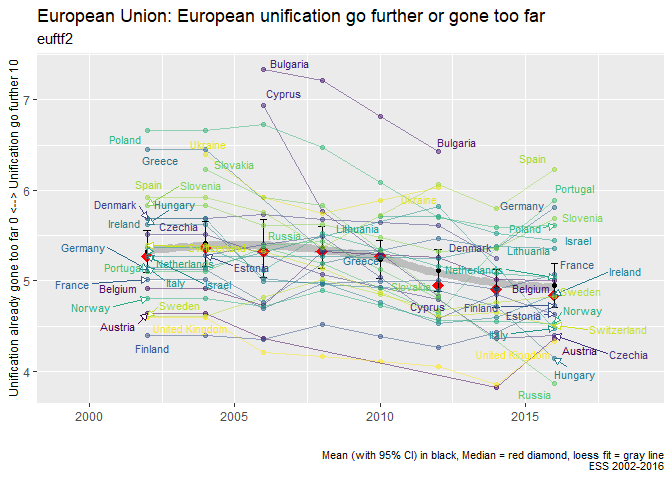 European Union: European unification go further or gone too far
euftf2
Unification already gone to far 0 <---> Unification go further 10
7
6
5
4
Bulgaria
Cyprus
Poland
Ukraine
Bulgaria
Greece
Slovakia
Spain
Spain
Slovenia
Portugal
Denmark
Hungary
Ukraine
Germany
Slovenia
Ireland
Czechia
Lithuania
Poland
Russia
Israel
Germany
Denmark
Lithuania
Greece
Portugal
Netherlands
Estonia
Netherlands
France
Ireland
France
Italy
Israel
Slovakia
Belgium
Sweden
Belgium
Norway
Sweden
Cyprus
Finland
Estonia
Norway
Austria
United Kingdom
Italy
Switzerland
Finland
United Kingdom
Austria
Czechia
Hungary
Russia
2000
2005
2010
2015
Mean (with 95% CI) in black, Median = red diamond, loess fit = gray line
ESS 2002-2016